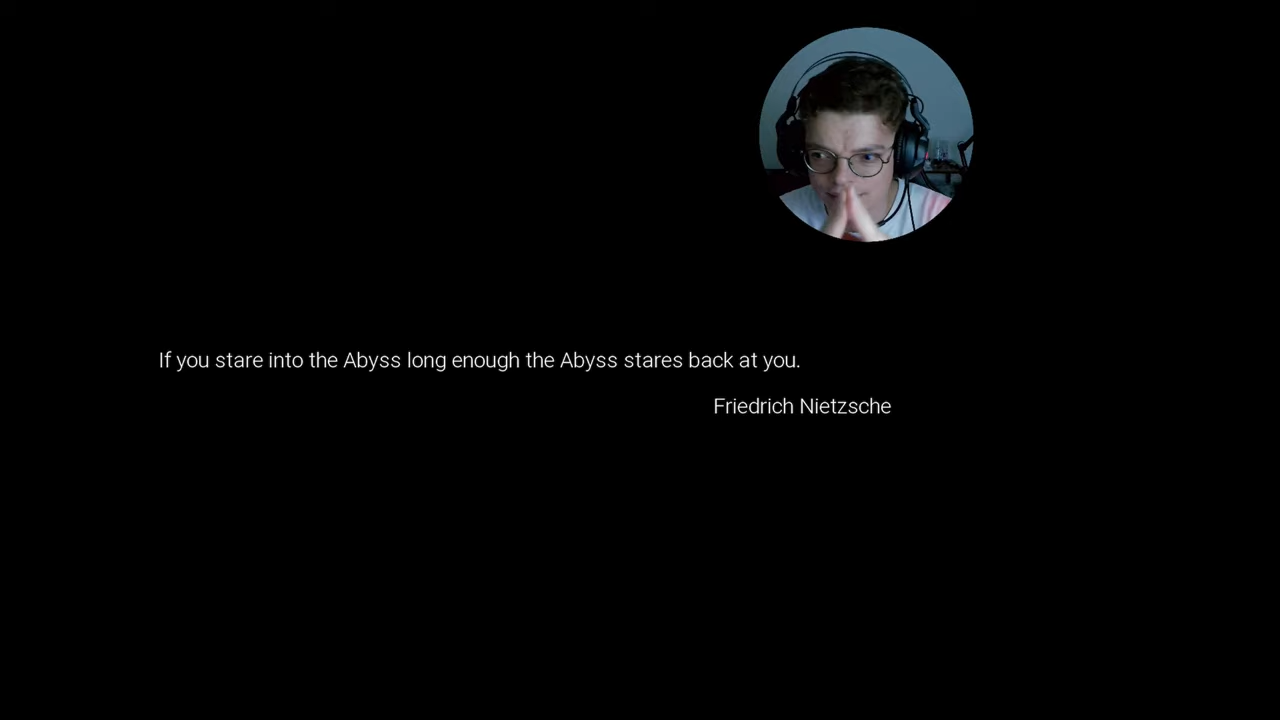 If you stare into the Abyss long enough the Abyss stares back at you.
Friedrich Nietzsche